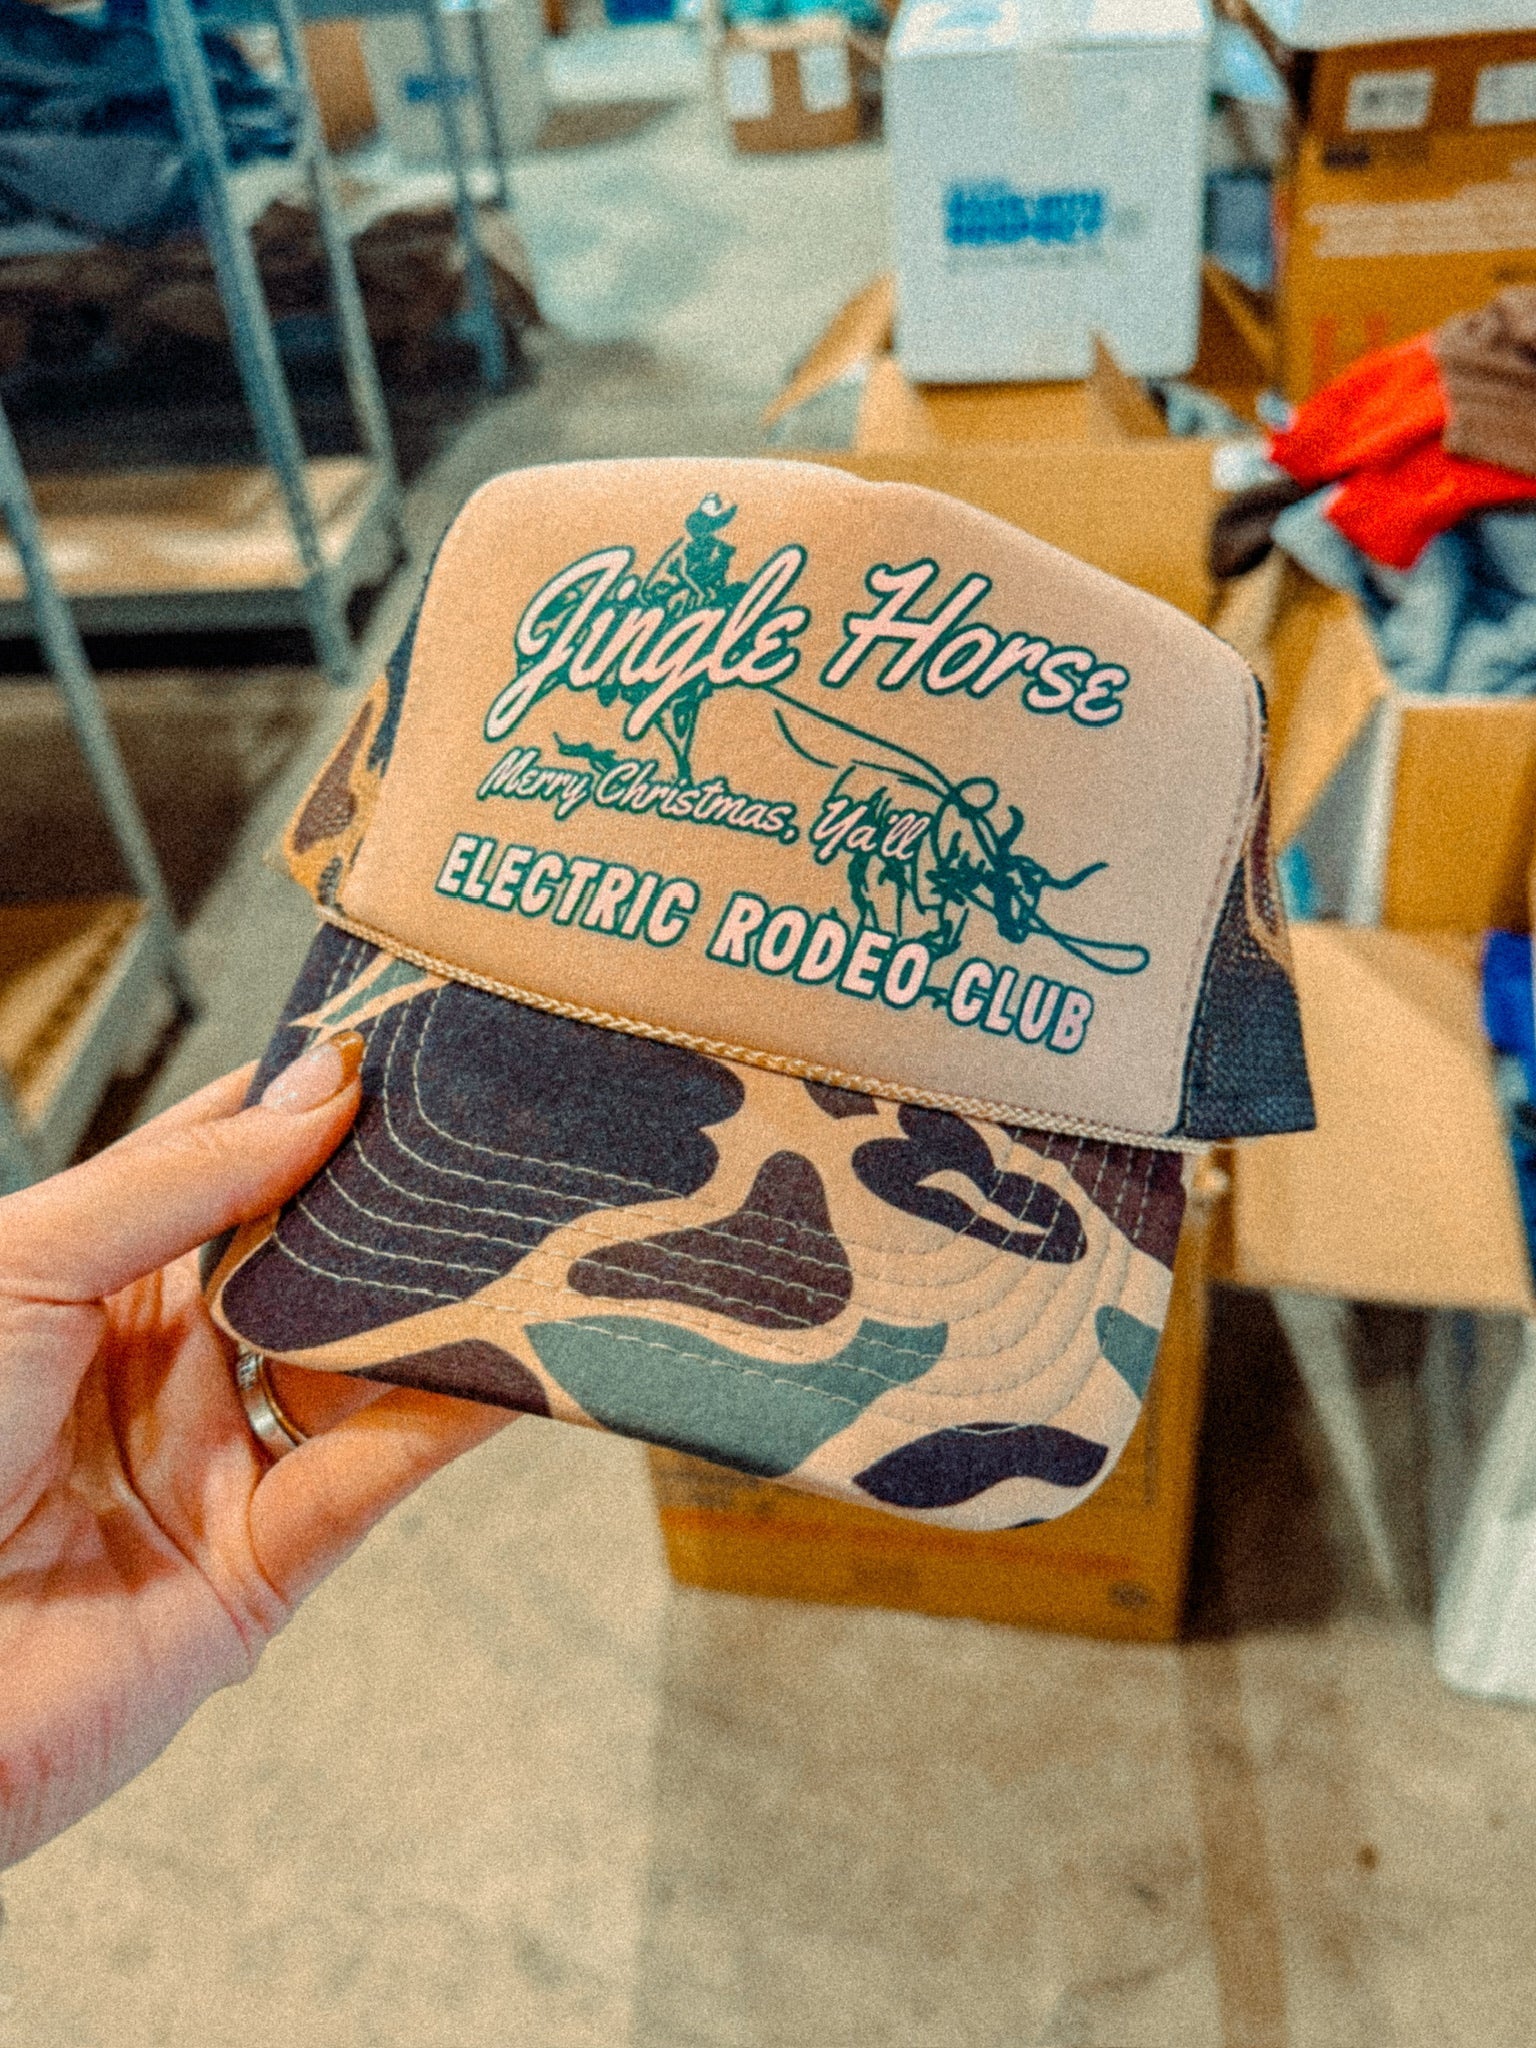 Jingle Horse
Merry Christmas, Ya'll
ELECTRIC RODEO CLUB